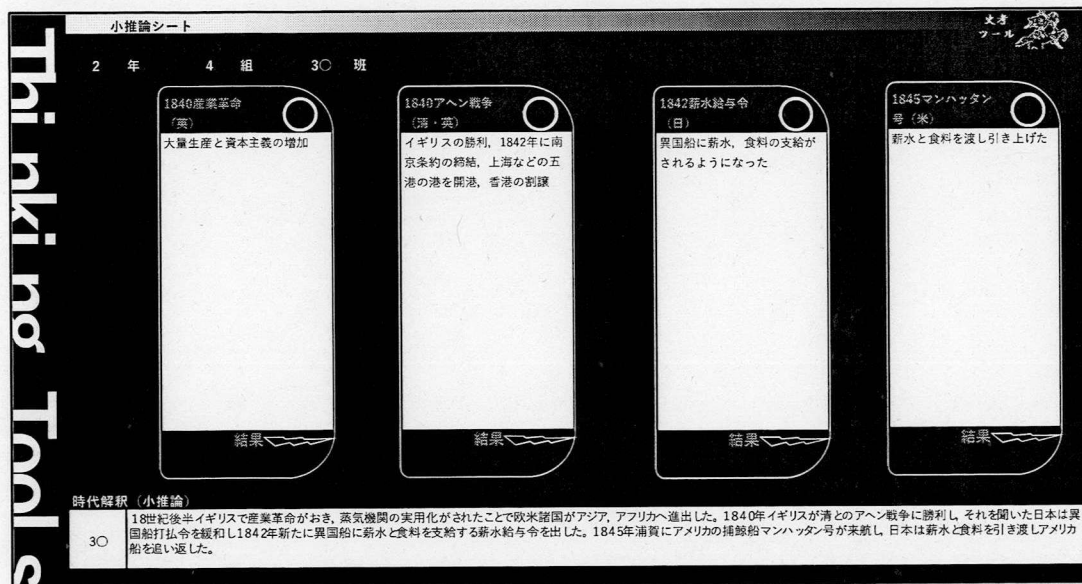 小推論シート
史考
ツール
Thinking Tools
2 年 4 組 3〇 班
1840産業革命
（英）
大量生産と資本主義の増加
結果
1840アヘン戦争
（清・英）
イギリスの勝利，1842年に南
京条約の締結，上海などの五
港の港を開港，香港の割譲
結果
1842薪水給与令
（日）
異国船に薪水，食料の支給が
されるようになった
結果
1845マンハッタン
号（米）
薪水と食料を渡し引き上げた
結果
時代解釈（小推論）
3〇
18世紀後半イギリスで産業革命がおき，蒸気機関の実用化がされたことで欧米諸国がアジア，アフリカへ進出した。1840年イギリスが清とのアヘン戦争に勝利し，それを聞いた日本は異
国船打払令を緩和し1842年新たに異国船に薪水と食料を支給する薪水給与令を出した。1845年浦賀にアメリカの捕鯨船マンハッタン号が来航し，日本は薪水と食料を引き渡しアメリカ
船を追い返した。